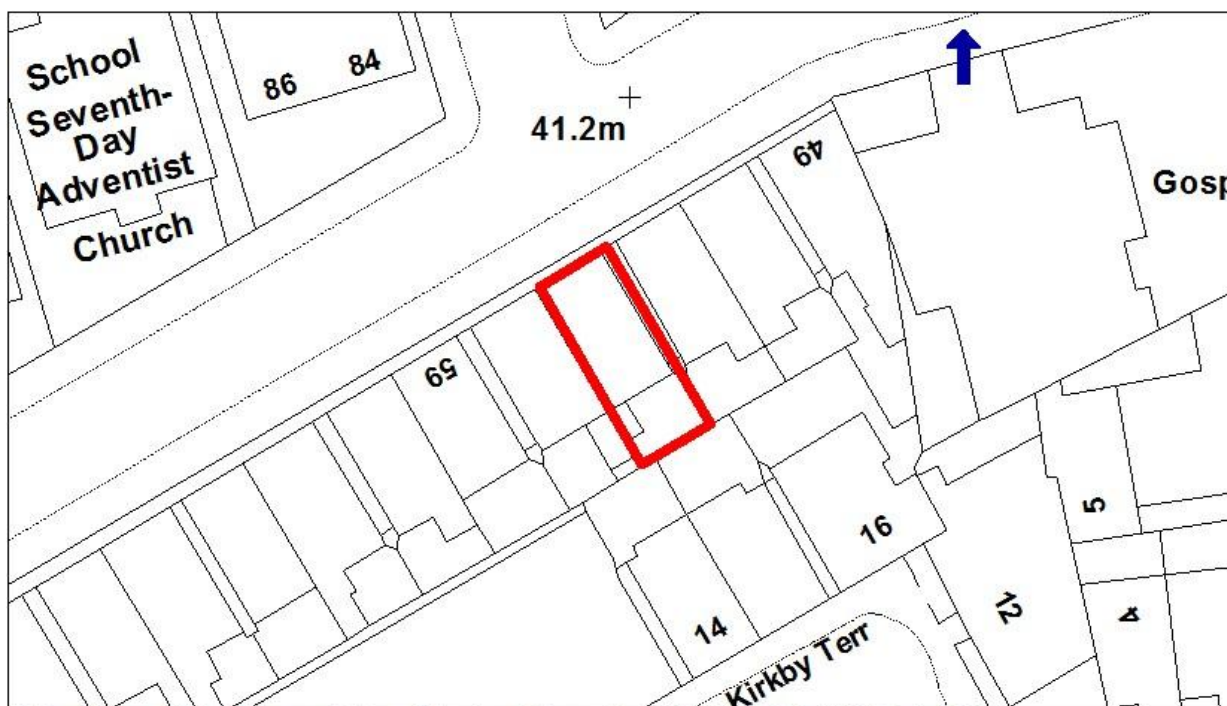 School
Seventh-
Day
Adventist
Church
86
84
41.2m
49
Gosp
59
16
14
12
5
4
Kirkby Terr